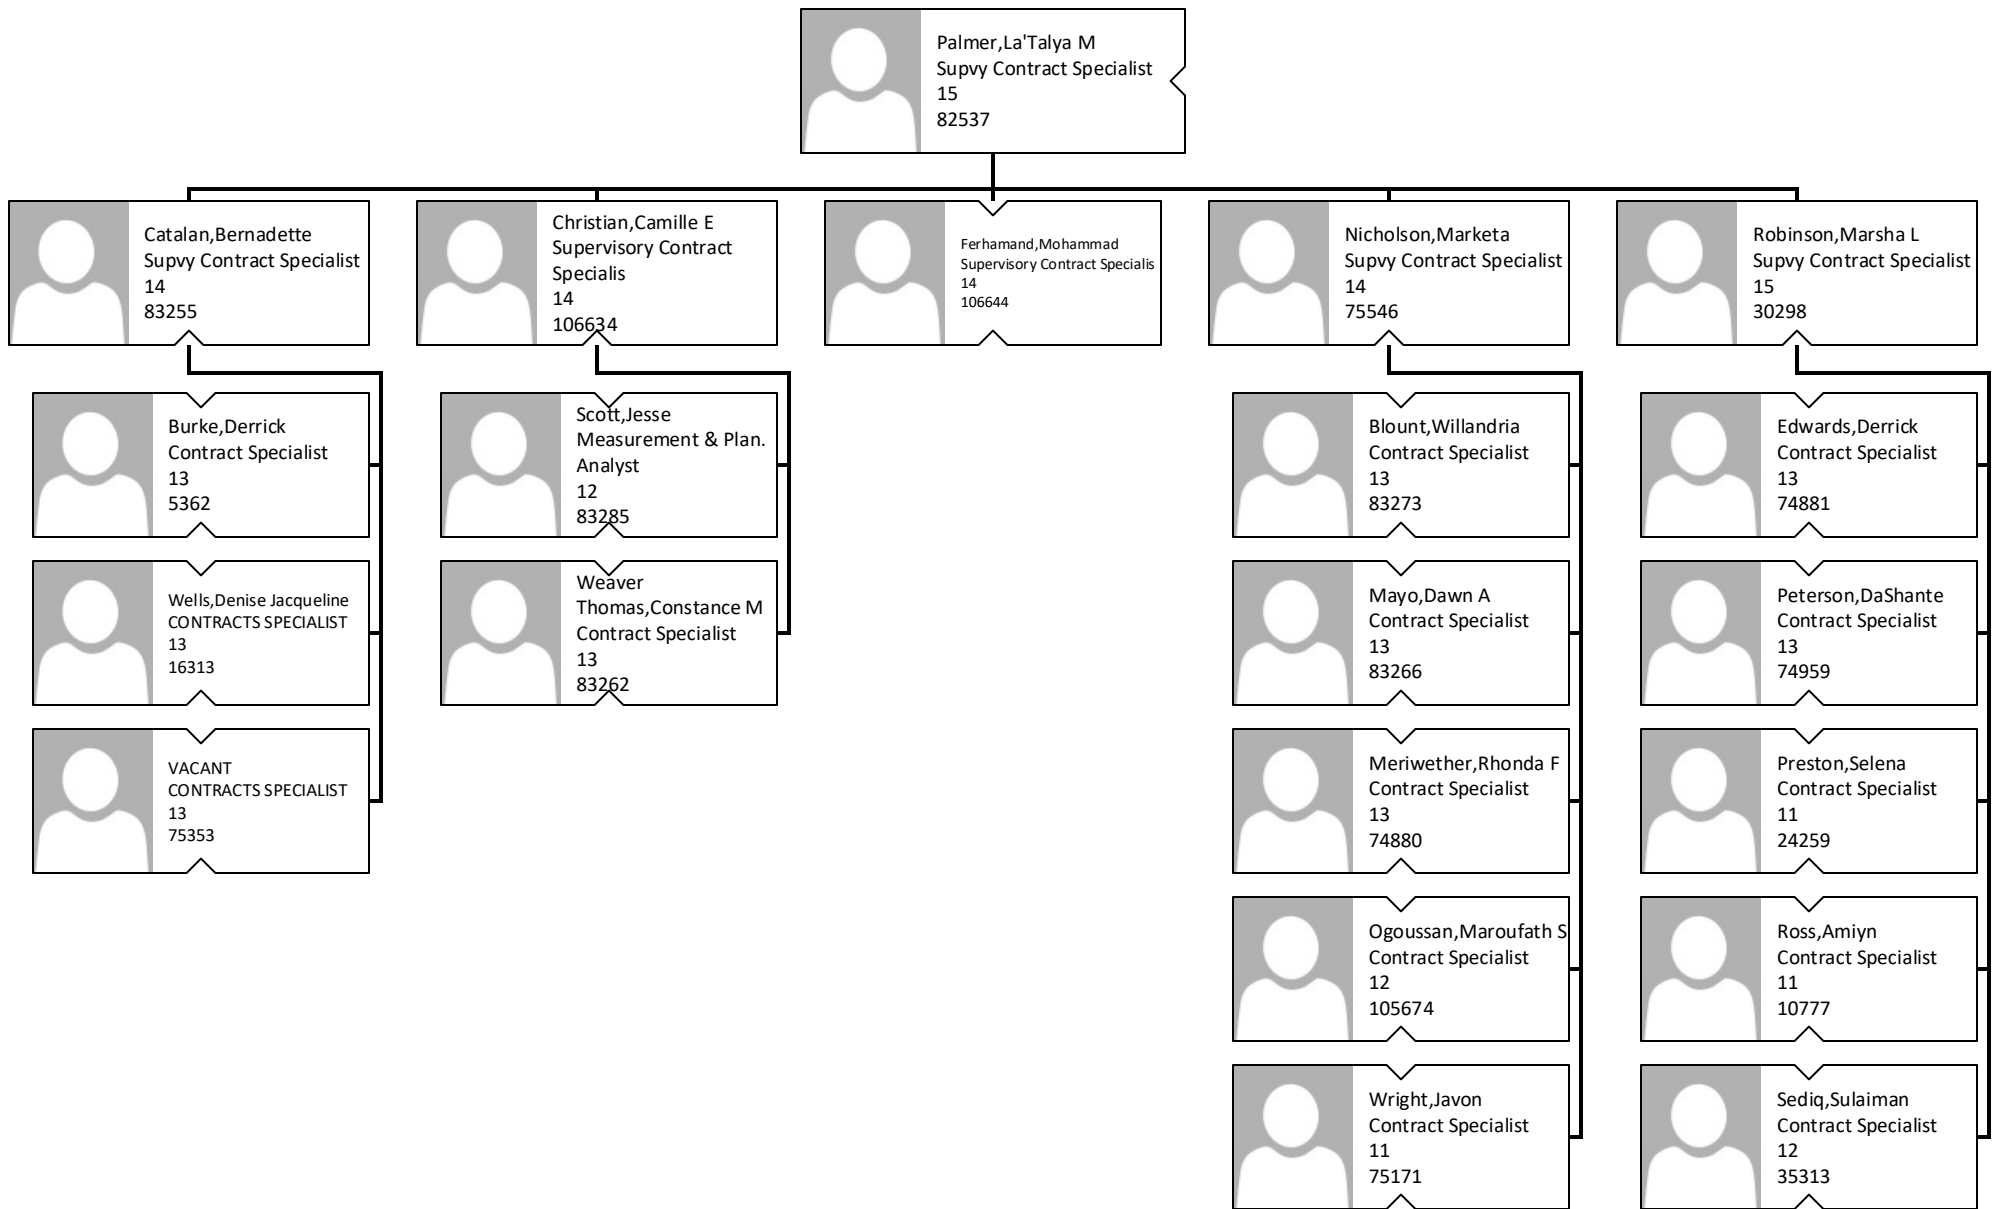 Palmer,La'Talya M
Supvy Contract Specialist
15
82537
Catalan,Bernadette
Supvy Contract Specialist
14
83255
Christian,Camille E
Supervisory Contract
Specialis
14
106634
Ferhamand,Mohammad
Supervisory Contract Specialis
14
106644
Nicholson,Marketa
Supvy Contract Specialist
14
75546
Robinson,Marsha L
Supvy Contract Specialist
15
30298
Burke,Derrick
Contract Specialist
13
5362
Wells,Denise Jacqueline
CONTRACTS SPECIALIST
13
16313
VACANT
CONTRACTS SPECIALIST
13
75353
Scott,Jesse
Measurement & Plan.
Analyst
12
83285
Weaver
Thomas,Constance M
Contract Specialist
13
83262
Blount,Willandria
Contract Specialist
13
83273
Mayo,Dawn A
Contract Specialist
13
83266
Meriwether,Rhonda F
Contract Specialist
13
74880
Ogoussan,Maroufath S
Contract Specialist
12
105674
Wright,Javon
Contract Specialist
11
75171
Edwards,Derrick
Contract Specialist
13
74881
Peterson,DaShante
Contract Specialist
13
74959
Preston,Selena
Contract Specialist
11
24259
Ross,Amiyn
Contract Specialist
11
10777
Sediq,Sulaiman
Contract Specialist
12
35313